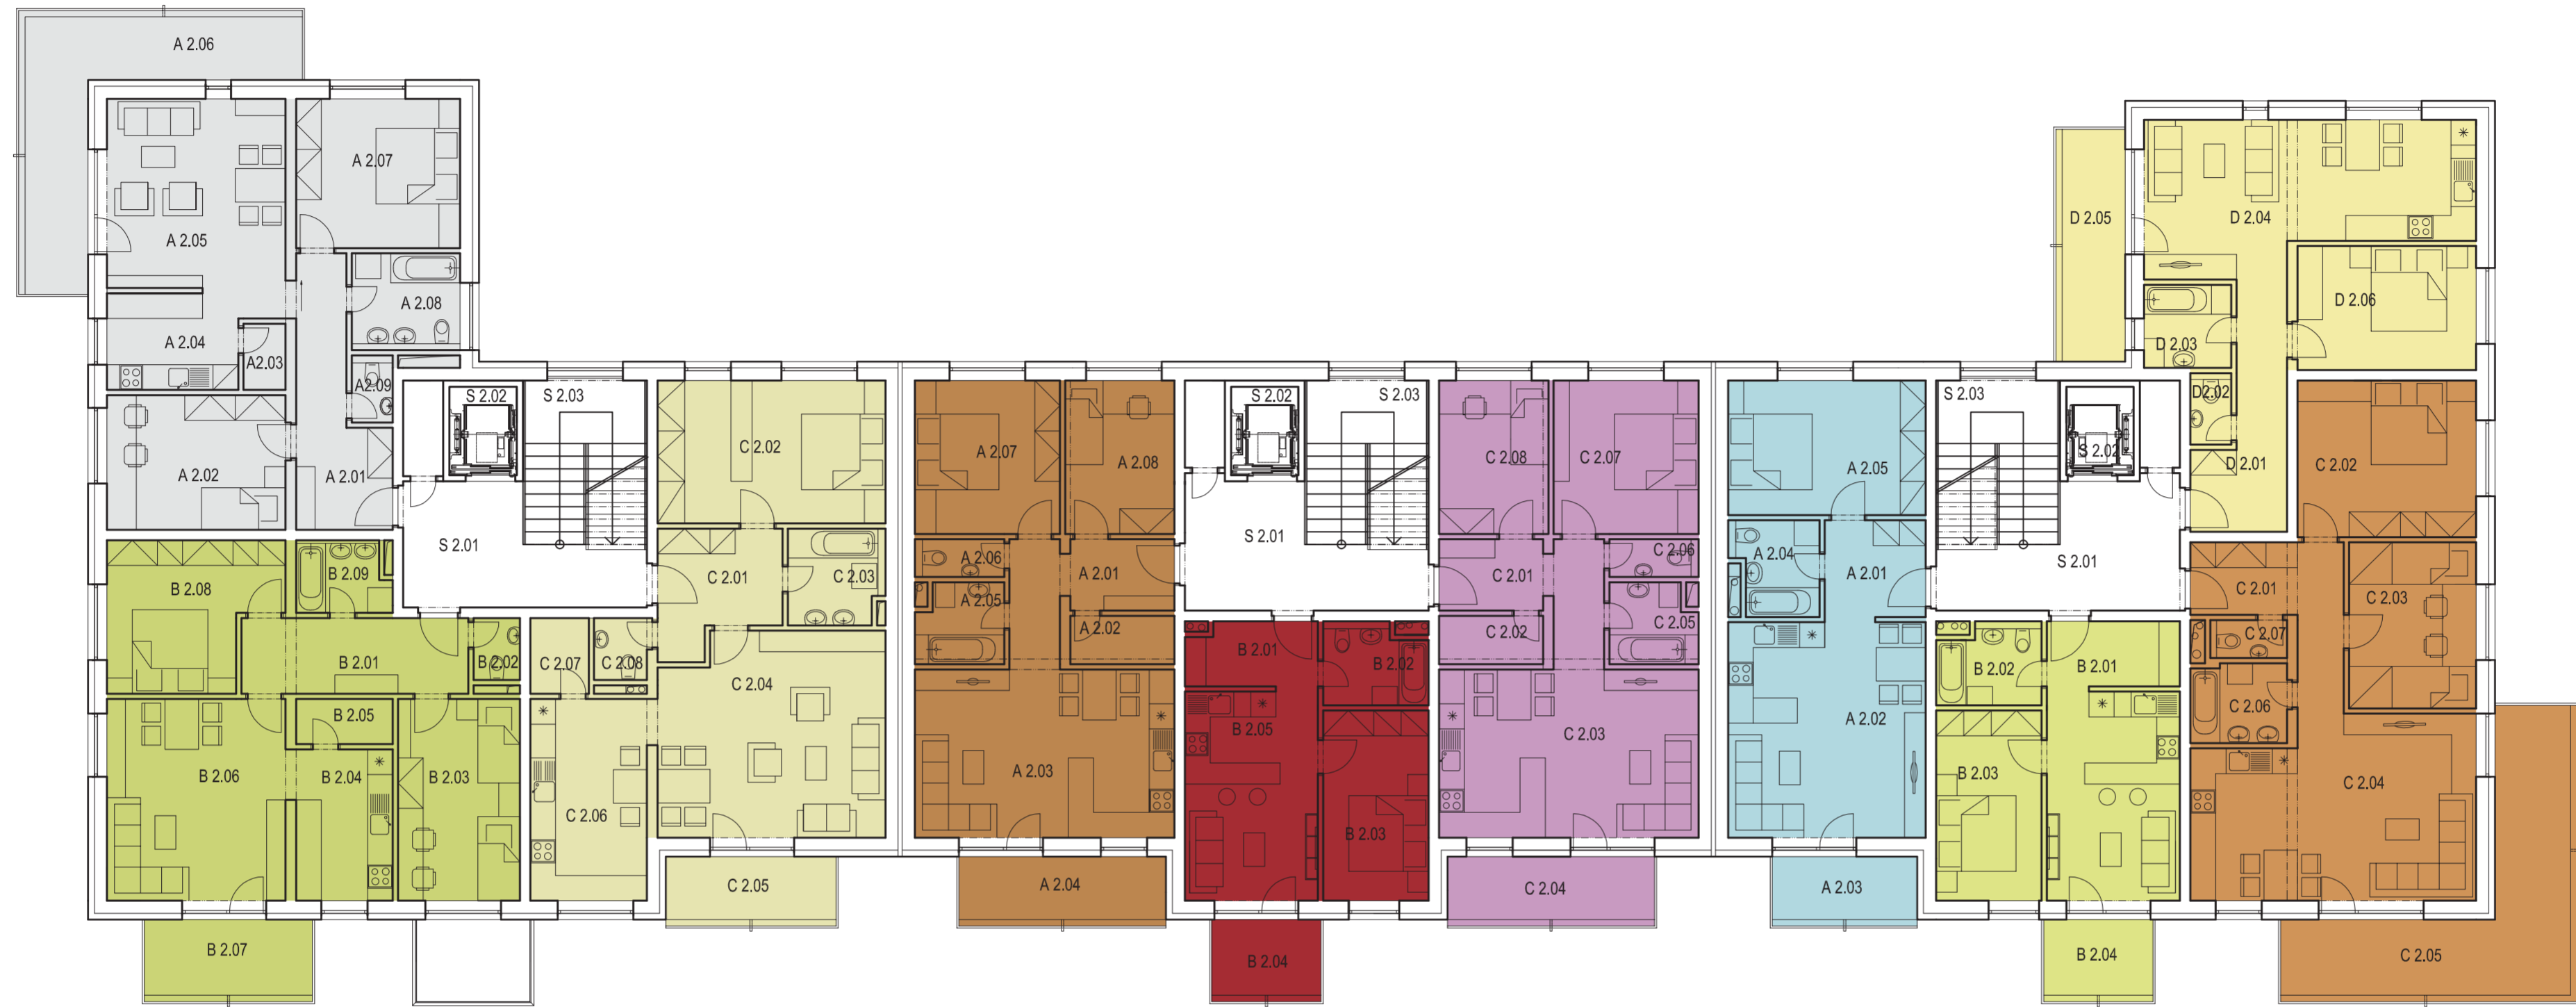 A 2.06
A 2.07
A 2.05
A 2.08
A 2.04
A2.03
A2.09
A 2.02
A 2.01
S 2.02
S 2.03
S 2.01
B 2.08
B 2.09
B 2.01
B 2.02
B 2.05
B 2.06
B 2.04
B 2.03
B 2.07
C 2.02
C 2.01
C 2.03
C 2.07
C 2.08
C 2.04
C 2.06
C 2.05
A 2.07
A 2.08
A 2.06
A 2.01
A 2.05
A 2.02
A 2.03
A 2.04
S 2.02
S 2.03
S 2.01
B 2.01
B 2.02
B 2.05
B 2.03
B 2.04
C 2.08
C 2.07
C 2.06
C 2.01
C 2.05
C 2.02
C 2.03
C 2.04
A 2.05
A 2.04
A 2.01
A 2.02
A 2.03
S 2.03
S 2.02
S 2.01
B 2.02
B 2.01
B 2.03
B 2.04
D 2.05
D 2.04
D 2.06
D 2.03
D2.02
D 2.01
C 2.02
C 2.01
C 2.03
C 2.07
C 2.06
C 2.04
C 2.05